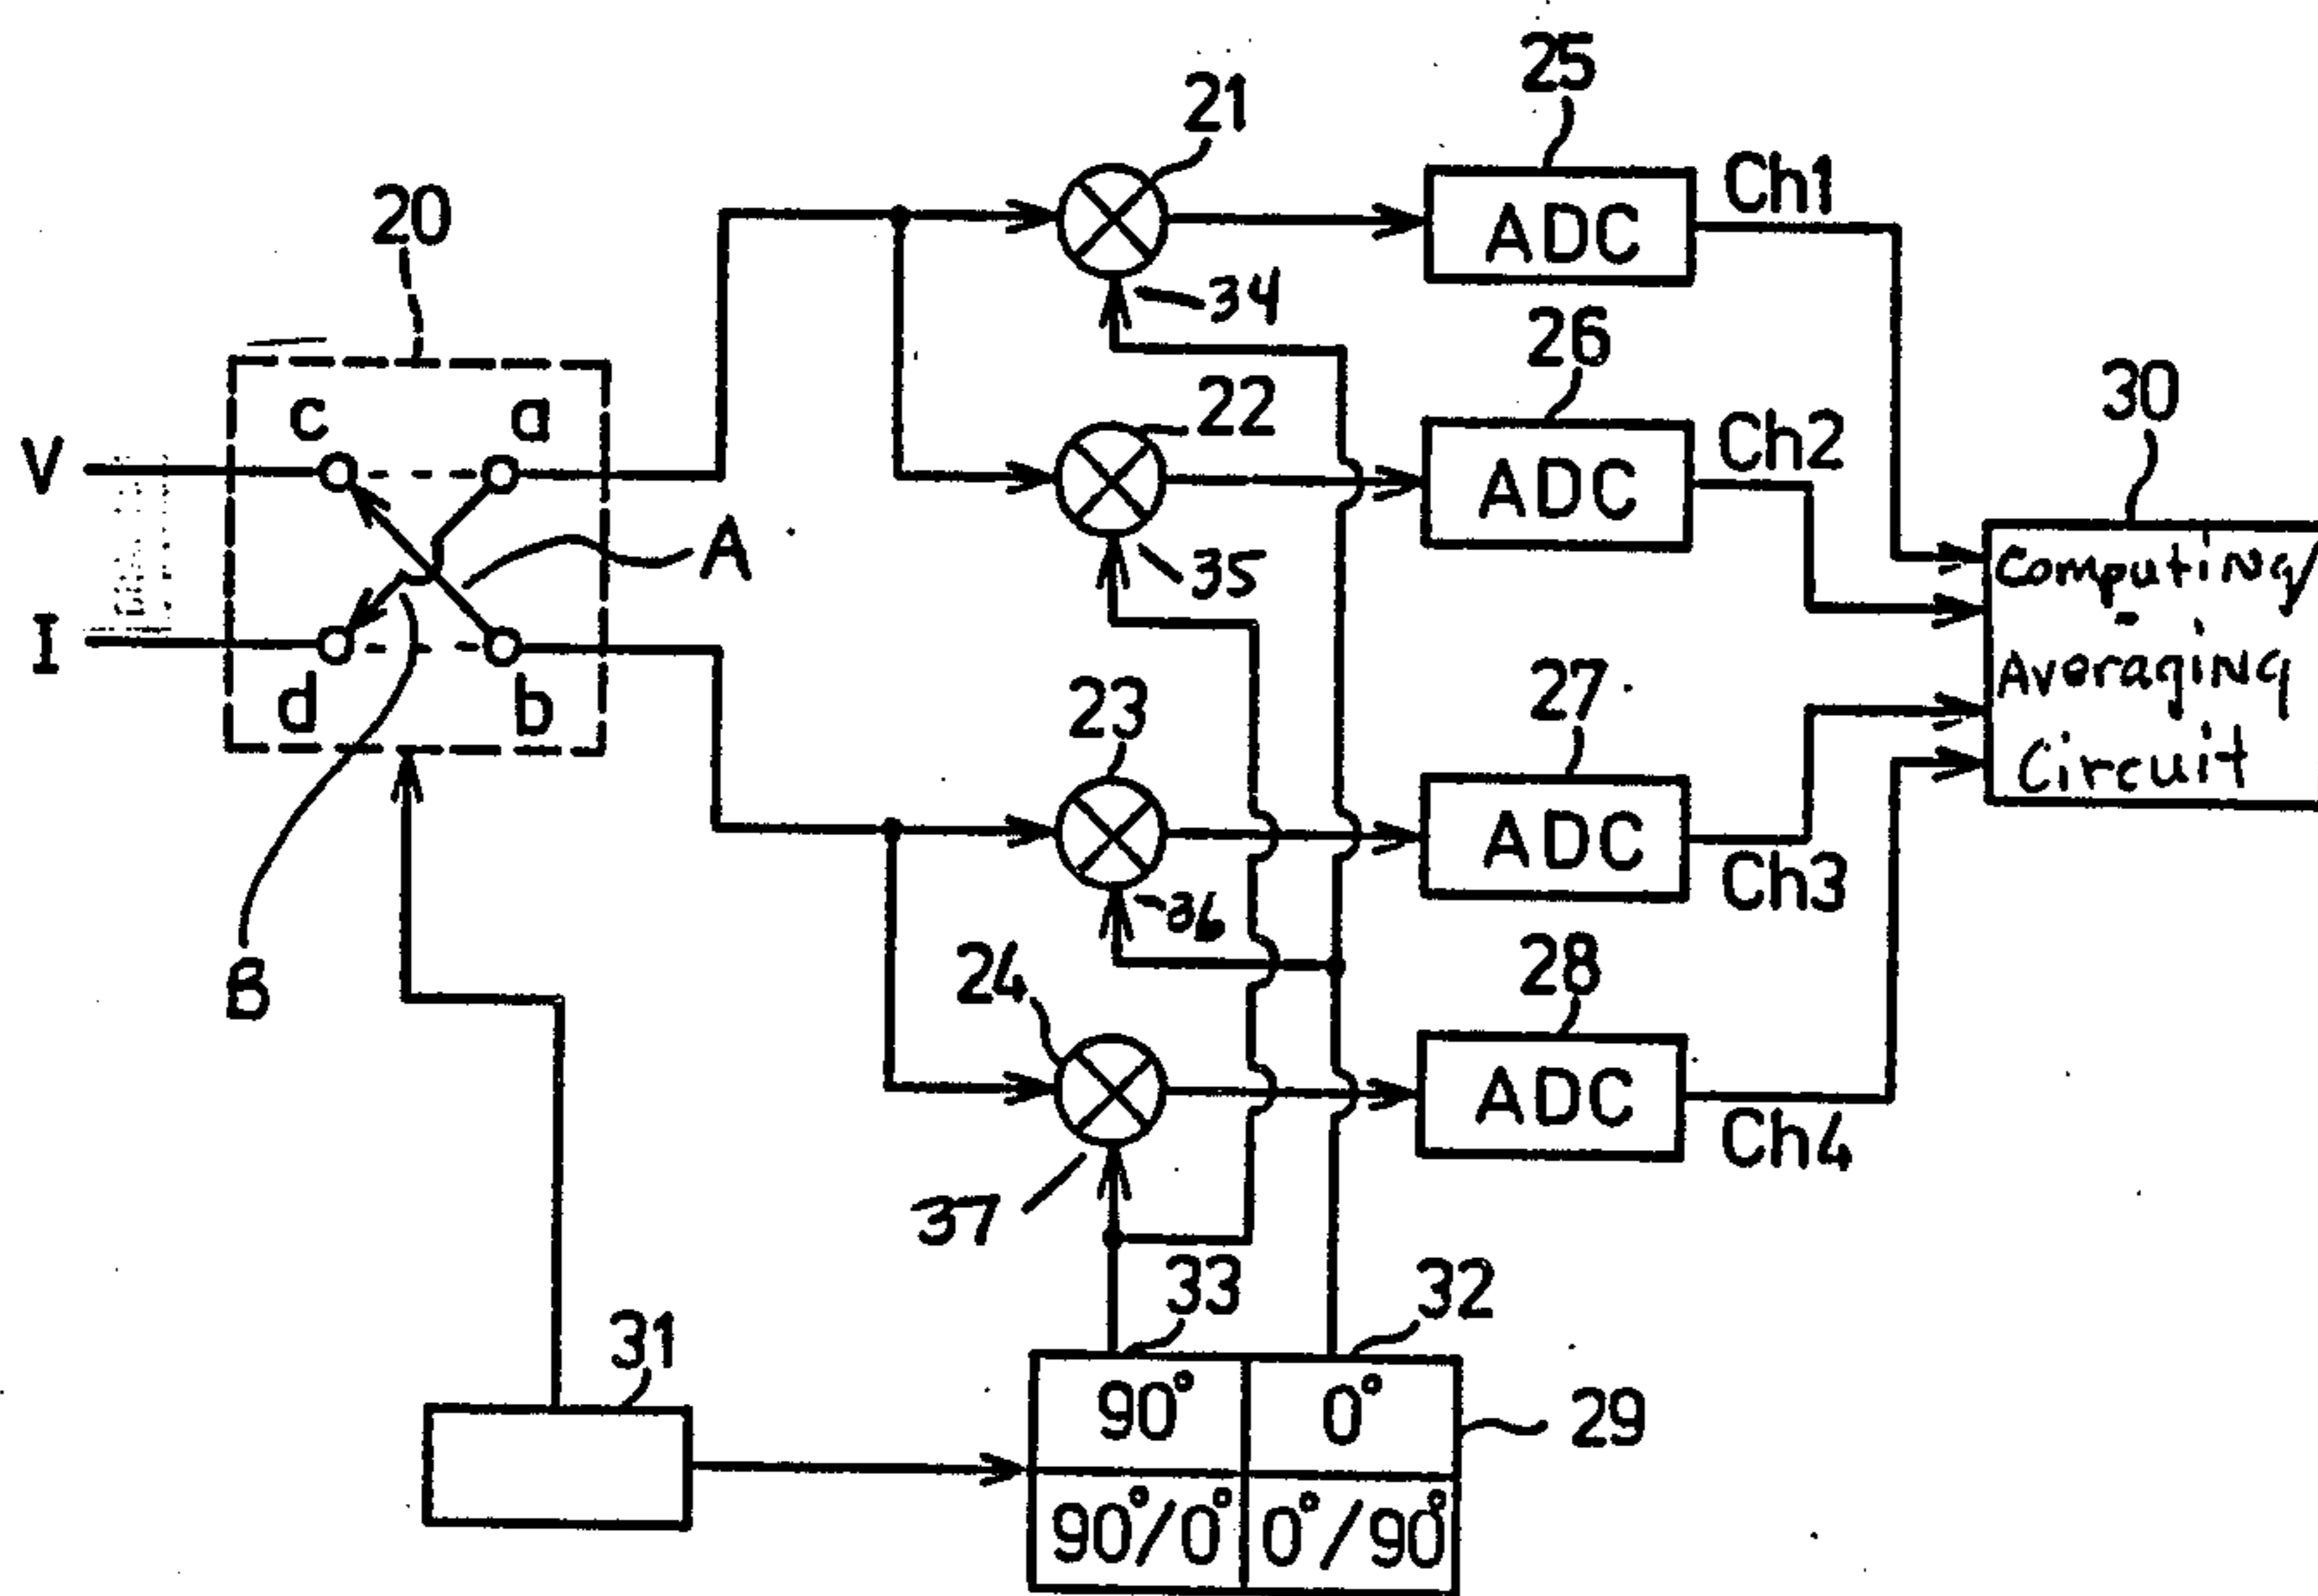 25
21
ADC
Ch1
20
34
26
22
ADC
Ch2
30
c
a
V
A
35
Computing/
Averaging
Circuit
I
d
b
27
23
ADC
Ch3
36
B
24
28
ADC
Ch4
37
33
32
31
90°
0°
29
90°/0°
0°/90°